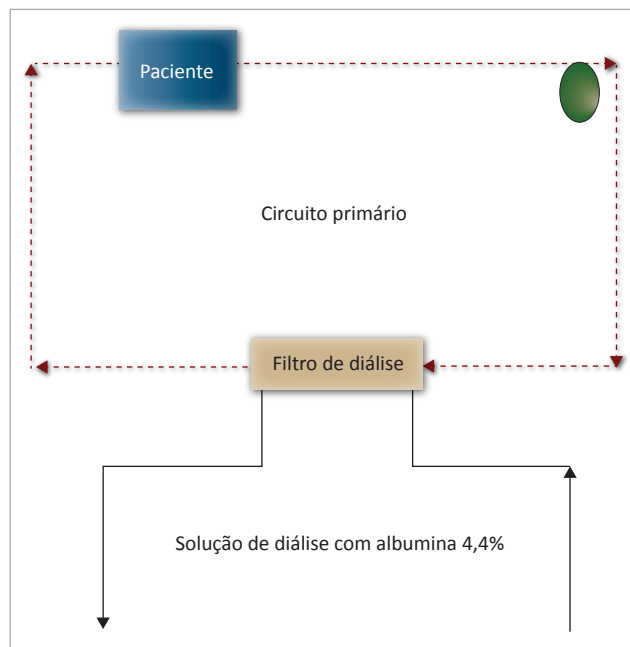 Paciente
Circuito primário
Filtro de diálise
Solução de diálise com albumina 4,4%